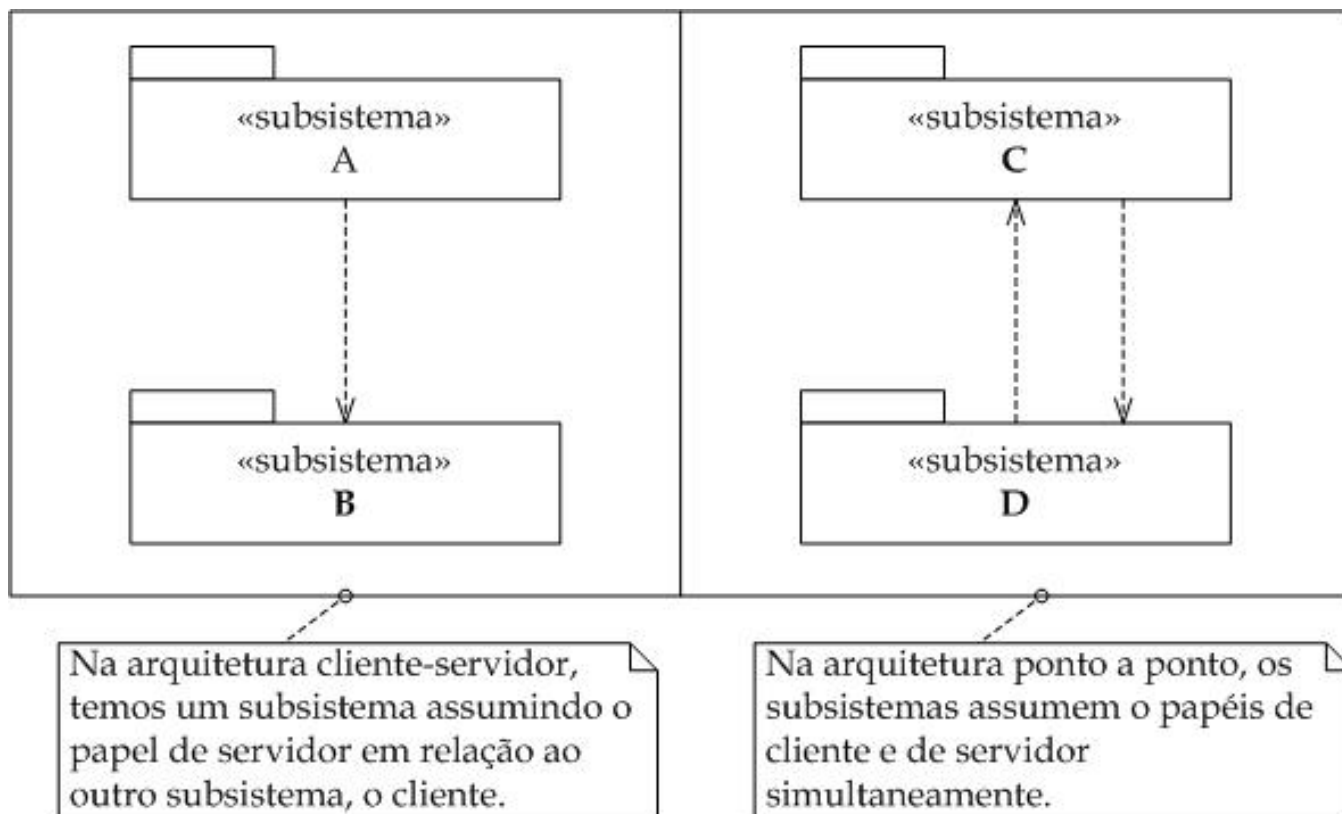 «subsistema»
A
«subsistema»
C
«subsistema»
B
«subsistema»
D
Na arquitetura cliente-servidor,
temos um subsistema assumindo o
papel de servidor em relação ao
outro subsistema, o cliente.
Na arquitetura ponto a ponto, os
subsistemas assumem o papéis de
cliente e de servidor
simultaneamente.